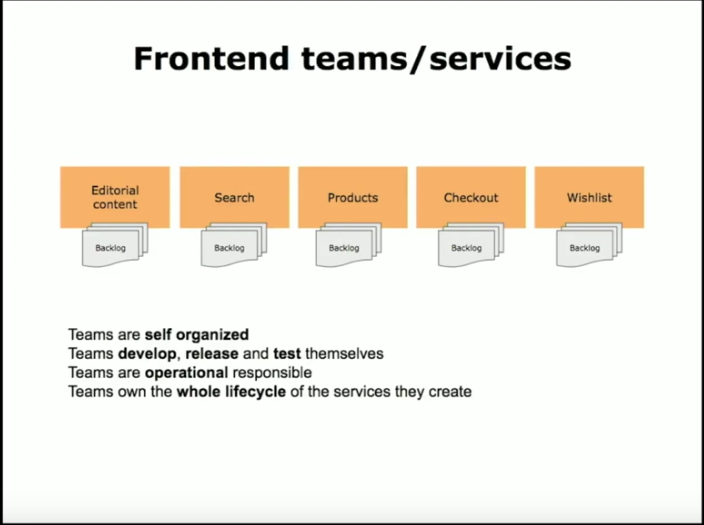 Frontend teams/services
Editorial
content
Search
Products
Checkout
Wishlist
Backlog
Backlog
Backlog
Backlog
Backlog
Teams are self organized
Teams develop, release and test themselves
Teams are operational responsible
Teams own the whole lifecycle of the services they create